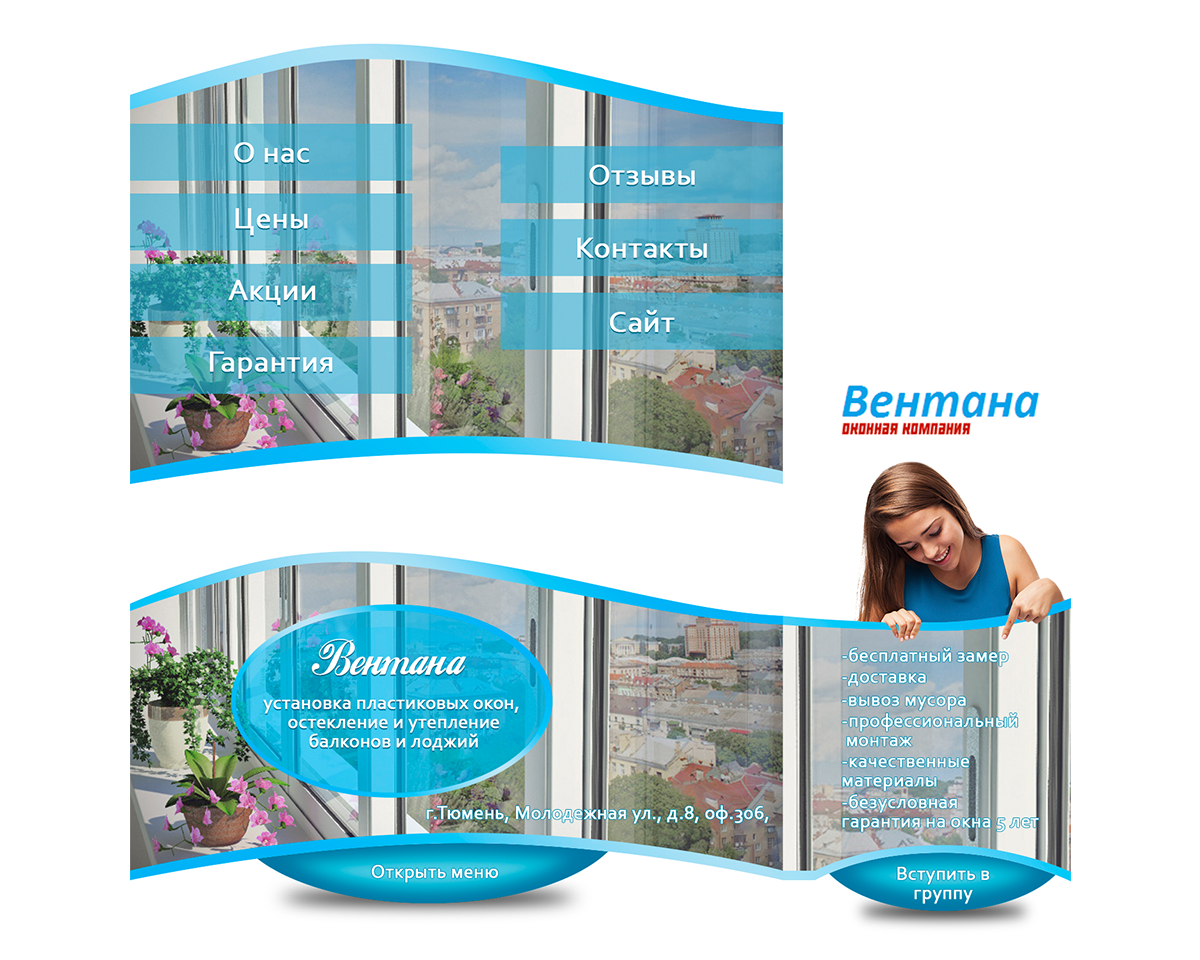 О нас
Цены
Акции
Гарантия
Отзывы
Контакты
Сайт
Вентана
оконная компания
Вентана
установка пластиковых окон,
остекление и утепление
балконов и лоджий
г.Тюмень, Молодежная ул., д.8, оф.306,
Открыть меню
-бесплатный замер
-доставка
-вывоз мусора
-профессиональный
монтаж
-качественные
материалы
-безусловная
гарантия на окна 5 лет
Вступить в
группу